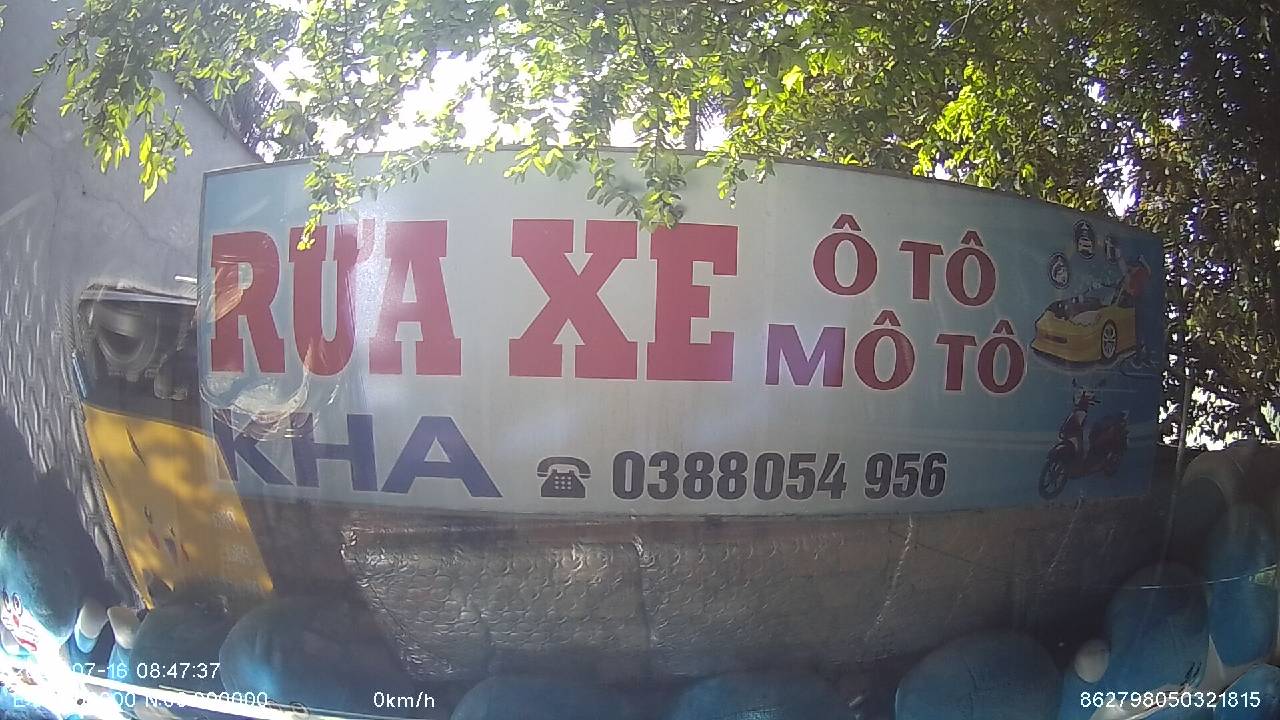 RỬA XE Ô TÔ
MÔ TÔ
KHA 0388054 956
07-16 08:47:37
0km/h
862798050321815